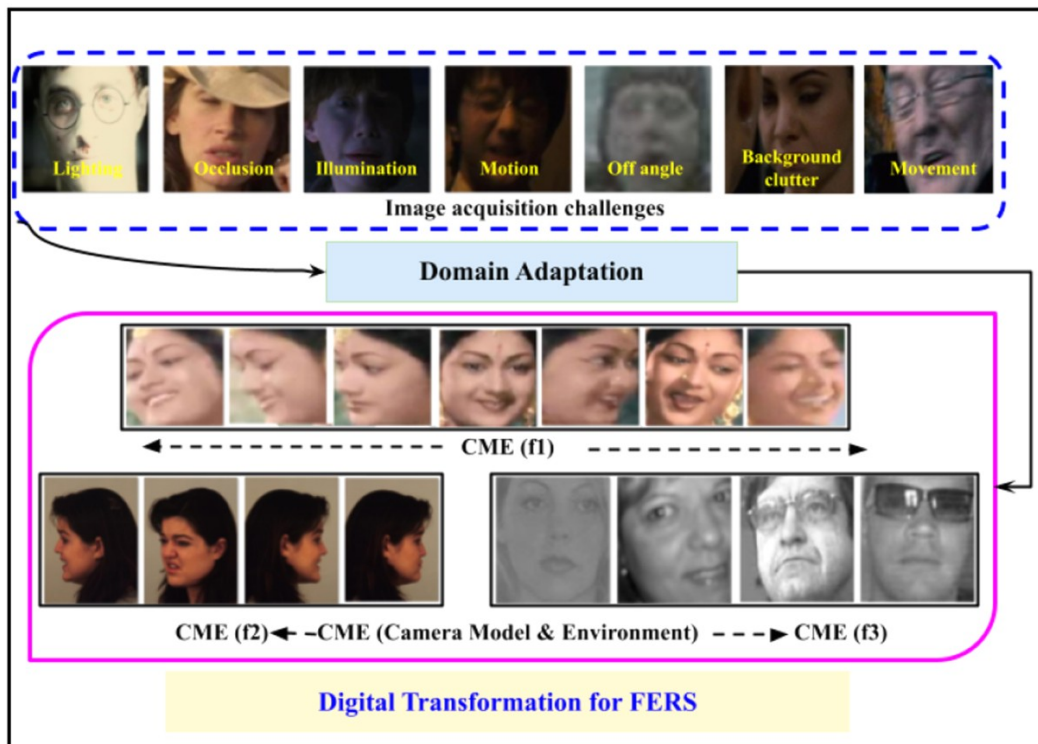 Lighting
Occlusion
Illumination
Motion
Off angle
Background
clutter
Movement
Image acquisition challenges
Domain Adaptation
CME (f1)
CME (f2) CME (Camera Model & Environment) CME (f3)
Digital Transformation for FERS